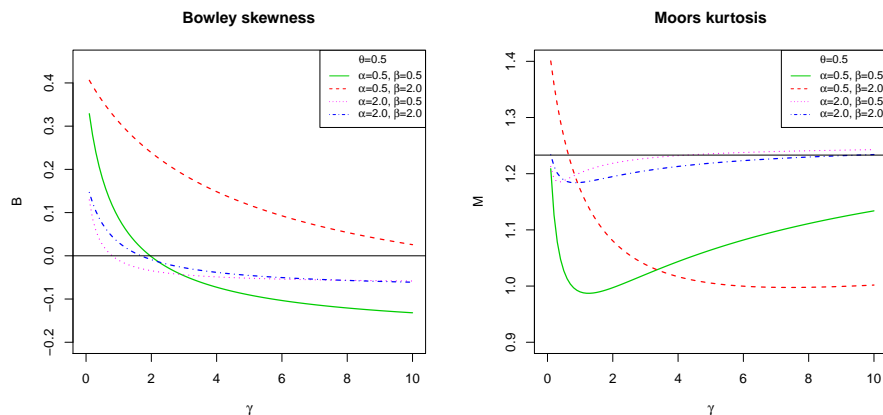 Bowley skewness
θ=0.5
α=0.5, β=0.5
α=0.5, β=2.0
α=2.0, β=0.5
α=2.0, β=2.0
B
0.4
0.3
0.2
0.1
0.0
−0.1
−0.2
0 2 4 6 8 10
γ
Moors kurtosis
θ=0.5
α=0.5, β=0.5
α=0.5, β=2.0
α=2.0, β=0.5
α=2.0, β=2.0
M
1.4
1.3
1.2
1.1
1.0
0.9
0 2 4 6 8 10
γ